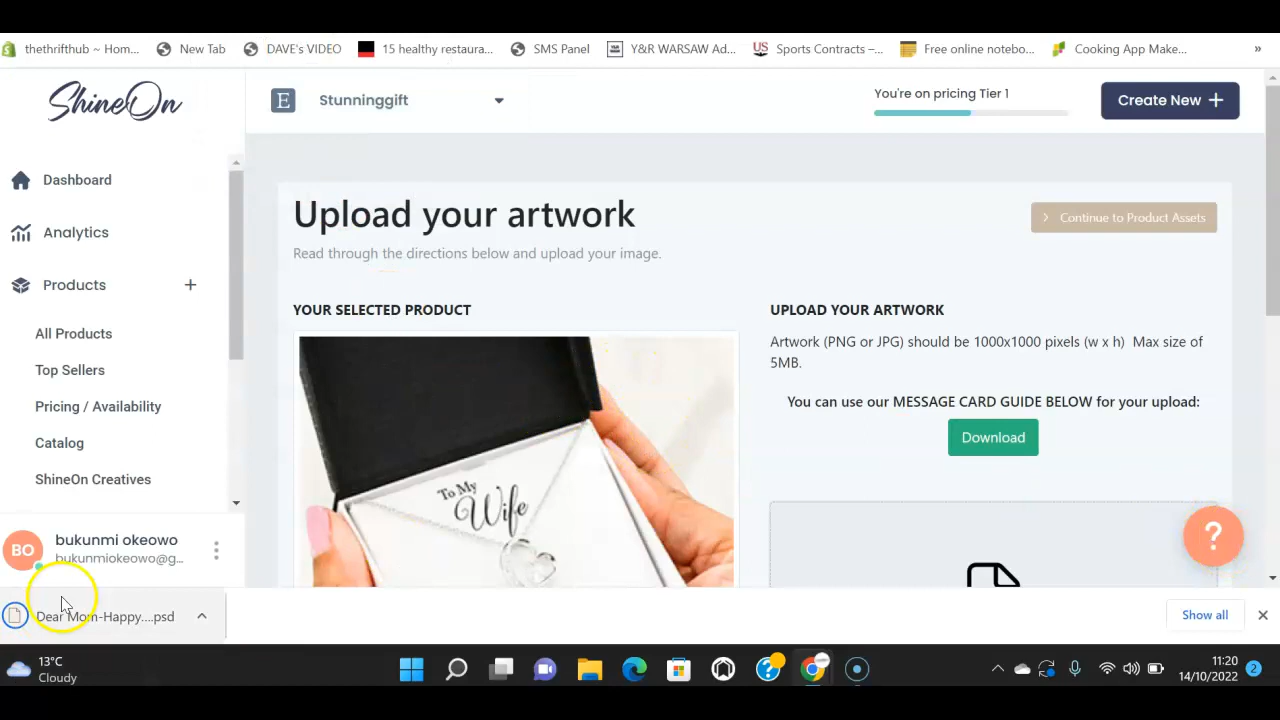 thethrifthub ~ Hom...
New Tab
DAVE's VIDEO
15 healthy restaura...
SMS Panel
Y&R WARSAW Ad...
US
Sports Contracts –...
Free online notebo...
Cooking App Make...
»
ShineOn
E
Stunninggift
You're on pricing Tier 1
Create New +
Dashboard
Analytics
Products +
All Products
Top Sellers
Pricing / Availability
Catalog
ShineOn Creatives
BO
bukunmi okeowo
bukunmiokeowo@g...
Upload your artwork
Continue to Product Assets
Read through the directions below and upload your image.
YOUR SELECTED PRODUCT
To My
Wife
UPLOAD YOUR ARTWORK
Artwork (PNG or JPG) should be 1000x1000 pixels (w x h) Max size of
5MB.
You can use our MESSAGE CARD GUIDE BELOW for your upload:
Download
?
Dear Mom-Happy....psd
Show all
13°C
Cloudy
11:20
14/10/2022
2